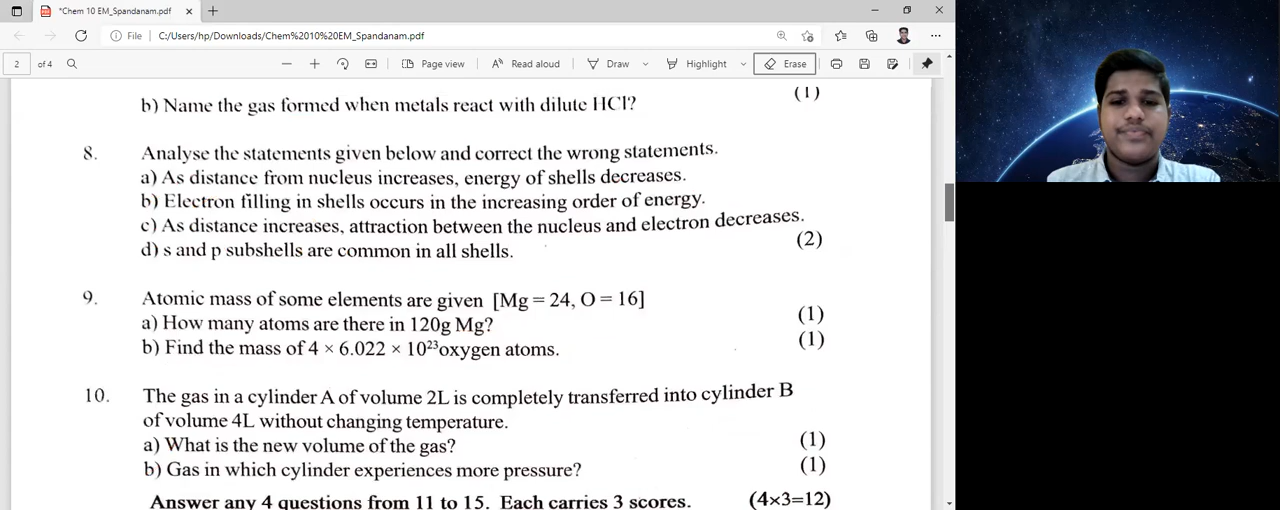 *Chem 10 EM_Spandanam.pdf
File C:/Users/hp/Downloads/Chem%2010%20EM_Spandanam.pdf
2 of 4 Page view Read aloud Draw Highlight Erase
b) Name the gas formed when metals react with dilute HCl? (1)
8. Analyse the statements given below and correct the wrong statements.
a) As distance from nucleus increases, energy of shells decreases.
b) Electron filling in shells occurs in the increasing order of energy.
c) As distance increases, attraction between the nucleus and electron decreases.
d) s and p subshells are common in all shells. (2)
9. Atomic mass of some elements are given [Mg = 24, O = 16]
a) How many atoms are there in 120g Mg? (1)
b) Find the mass of 4 × 6.022 × 10²³ oxygen atoms. (1)
10. The gas in a cylinder A of volume 2L is completely transferred into cylinder B
of volume 4L without changing temperature.
a) What is the new volume of the gas? (1)
b) Gas in which cylinder experiences more pressure? (1)
Answer any 4 questions from 11 to 15. Each carries 3 scores. (4×3=12)